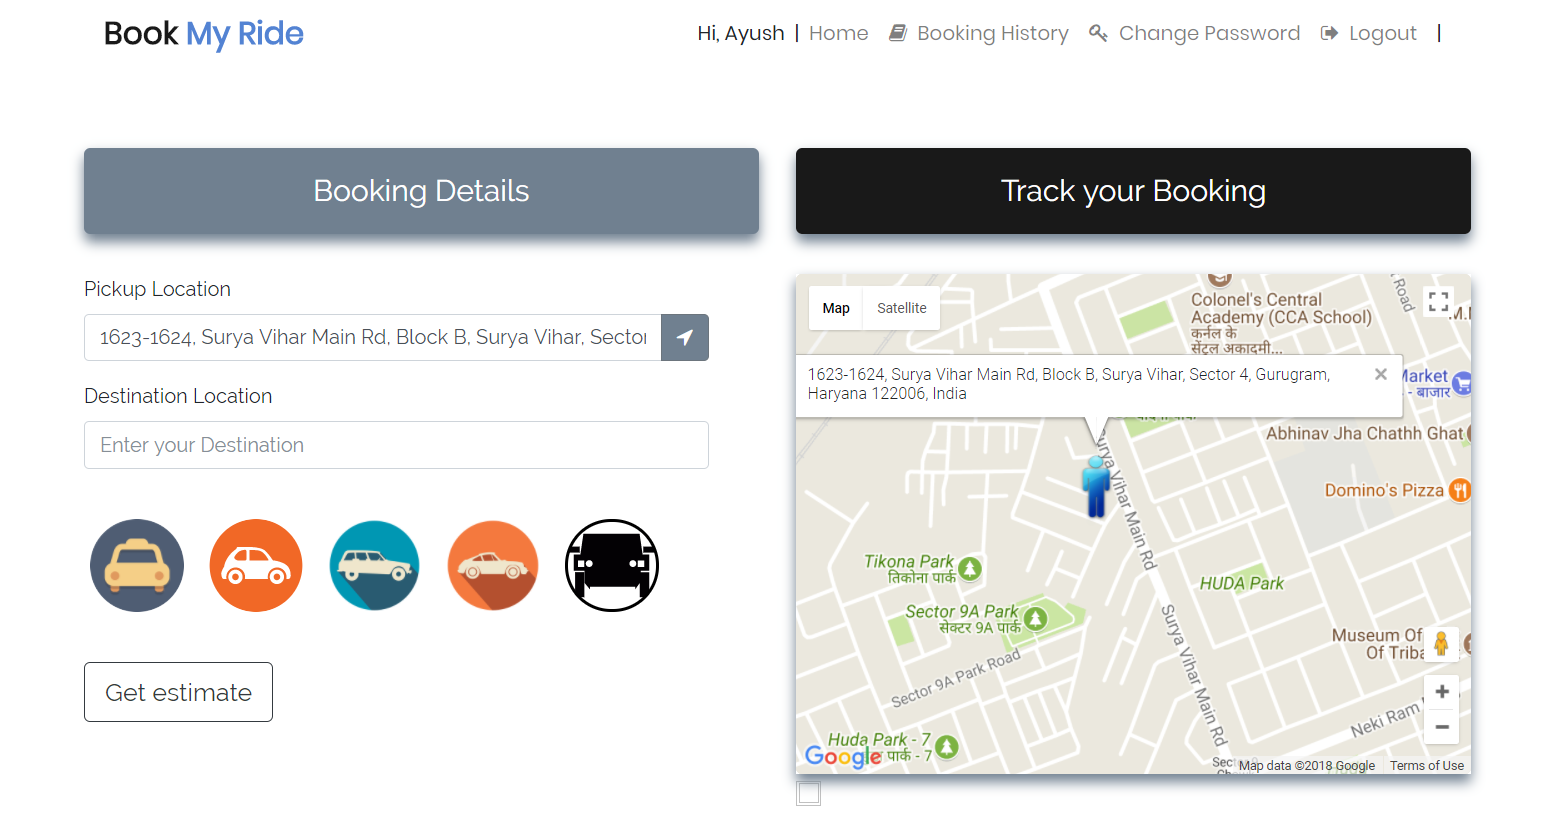 Book My Ride
Hi, Ayush | Home Booking History Change Password Logout |
Booking Details
Track your Booking
Pickup Location
1623-1624, Surya Vihar Main Rd, Block B, Surya Vihar, Sector
Destination Location
Enter your Destination
Get estimate
Map Satellite
Colonel's Central
Academy (CCA School)
कर्नल के
सेंट्रल अकादमी...
Road
1623-1624, Surya Vihar Main Rd, Block B, Surya Vihar, Sector 4, Gurugram,
Haryana 122006, India
Market
बाजार
Abhinav Jha Chathh Ghat
Domino's Pizza
Surya Vihar Main Rd
Tikona Park
तिकोना पार्क
HUDA Park
Sector 9A Park
सेक्टर 9A पार्क
Surya Vihar Main Rd
Museum Of
Of Triba
Sector 9A Park Road
Neki Ram
Huda Park - 7
पार्क - 7
Google
Map data ©2018 Google Terms of Use